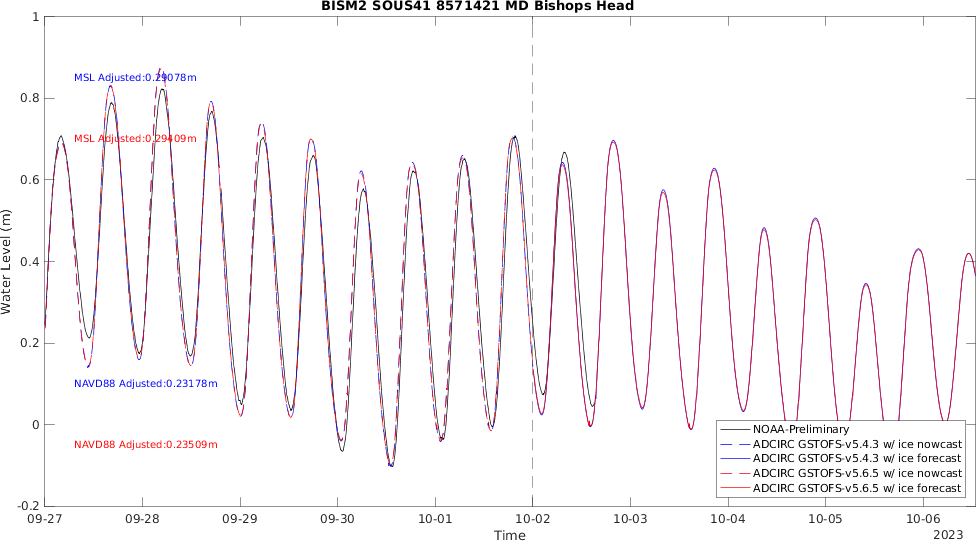 BISM2 SOUS41 8571421 MD Bishops Head
1
0.8
0.6
0.4
0.2
0
-0.2
Water Level (m)
MSL Adjusted:0.29078m
MSL Adjusted:0.29409m
NAVD88 Adjusted:0.23178m
NAVD88 Adjusted:0.23509m
NOAA-Preliminary
ADCIRC GSTOFS-v5.4.3 w/ ice nowcast
ADCIRC GSTOFS-v5.4.3 w/ ice forecast
ADCIRC GSTOFS-v5.6.5 w/ ice nowcast
ADCIRC GSTOFS-v5.6.5 w/ ice forecast
09-27 09-28 09-29 09-30 10-01 10-02 10-03 10-04 10-05 10-06
Time
2023